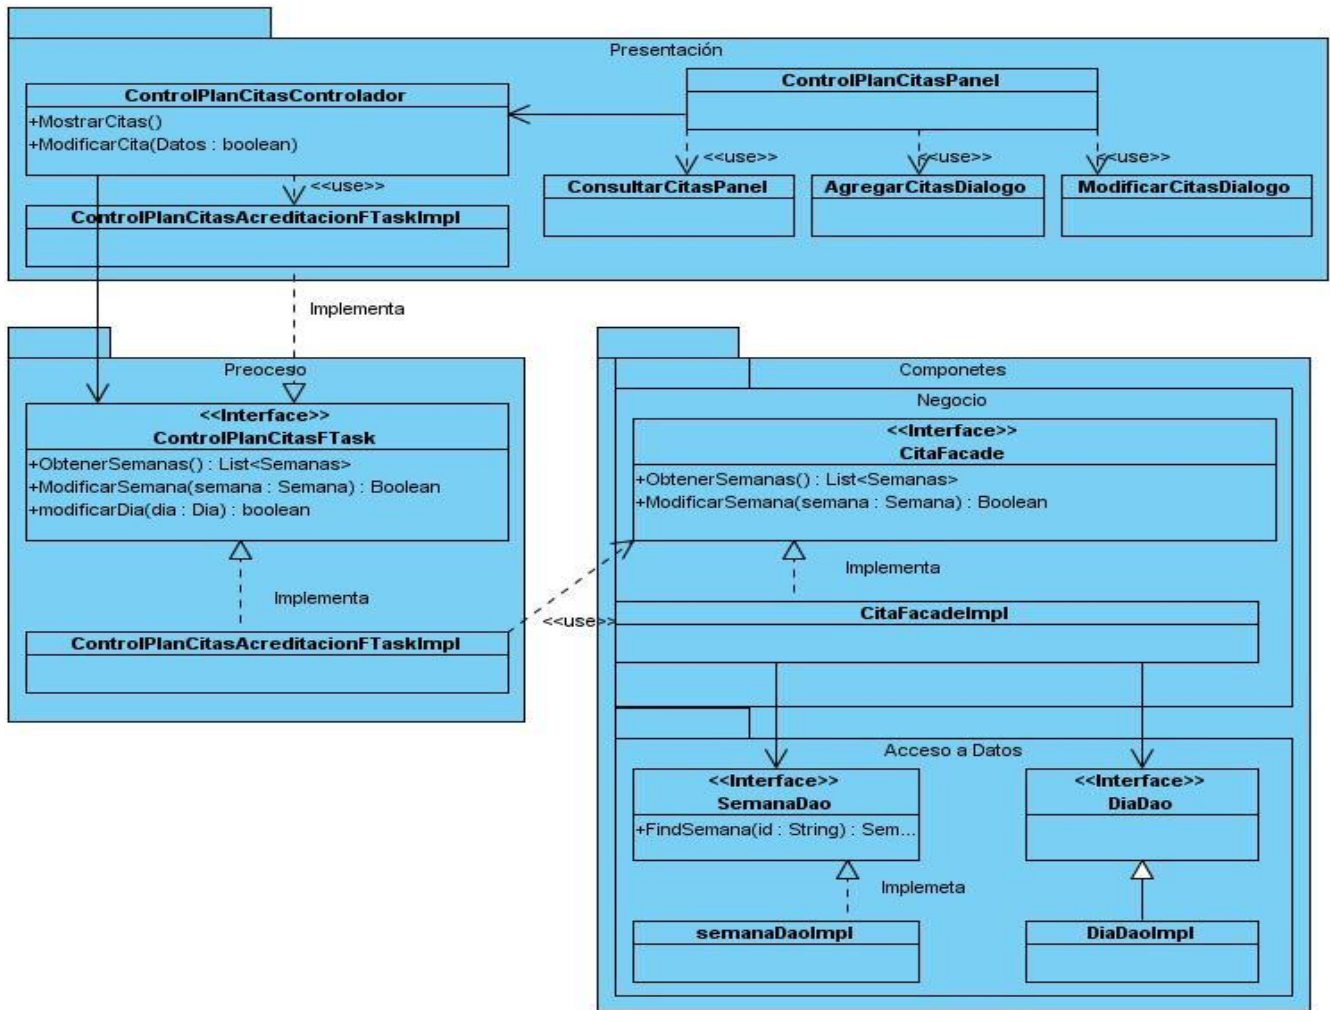 Presentación
ControlPlanCitasControlador
+MostrarCitas()
+ModificarCita(Datos : boolean)
ControlPlanCitasPanel
<<use>>
<<use>>
<<use>>
<<use>>
ControlPlanCitasAcreditacionFTaskImpl
ConsultarCitasPanel
AgregarCitasDialogo
ModificarCitasDialogo
Implementa
Preoceso
<<Interface>>
ControlPlanCitasFTask
+ObtenerSemanas() : List<Semanas>
+ModificarSemana(semana : Semana) : Boolean
+modificarDia(dia : Dia) : boolean
Implementa
ControlPlanCitasAcreditacionFTaskImpl
<<use>>
Componetes
Negocio
<<Interface>>
CitaFacade
+ObtenerSemanas() : List<Semanas>
+ModificarSemana(semana : Semana) : Boolean
Implementa
CitaFacadeImpl
Acceso a Datos
<<Interface>>
SemanaDao
+FindSemana(id : String) : Sem...
<<Interface>>
DiaDao
Implemeta
semanaDaoImpl
DiaDaoImpl